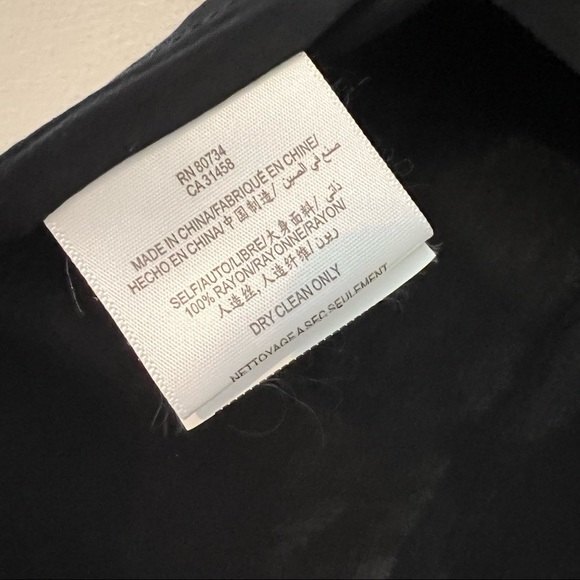 RN 80734
CA 31458
MADE IN CHINA/FABRIQUÉ EN CHINE/
HECHO EN CHINA/中国制造/صنع في الصين
SELF/AUTO/LIBRE/大身面料/ذاتي/
100% RAYON/RAYONNE/RAYON/
人造丝, 人造纤维/ريون
DRY CLEAN ONLY
NETTOYAGE A SEC SEULEMENT